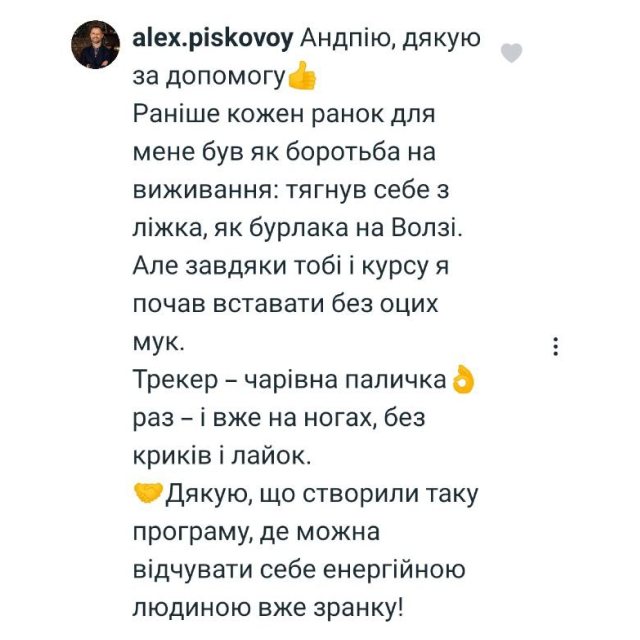 alex.piskovoy Андпію, дякую
за допомогу👍
Раніше кожен ранок для
мене був як боротьба на
виживання: тягнув себе з
ліжка, як бурлака на Волзі.
Але завдяки тобі і курсу я
почав вставати без оцих
мук.
Трекер – чарівна паличка👌
раз – і вже на ногах, без
криків і лайок.
🤝Дякую, що створили таку
програму, де можна
відчувати себе енергійною
людиною вже зранку!